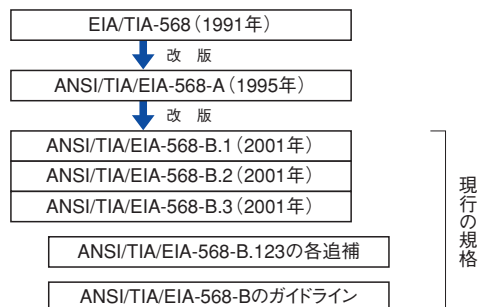 EIA/TIA-568（1991年）
改 版
ANSI/TIA/EIA-568-A（1995年）
改 版
ANSI/TIA/EIA-568-B.1（2001年）
ANSI/TIA/EIA-568-B.2（2001年）
ANSI/TIA/EIA-568-B.3（2001年）
ANSI/TIA/EIA-568-B.123の各追補
ANSI/TIA/EIA-568-Bのガイドライン
現行の規格